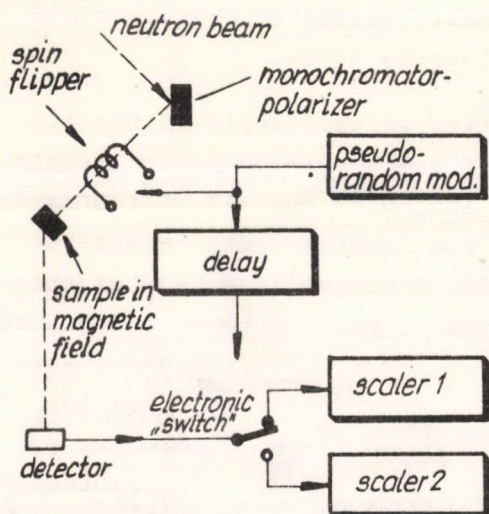 neutron beam
spin
flipper
monochromator-
polarizer
pseudo-
random mod.
delay
sample in
magnetic
field
electronic
„switch"
scaler 1
detector
scaler 2